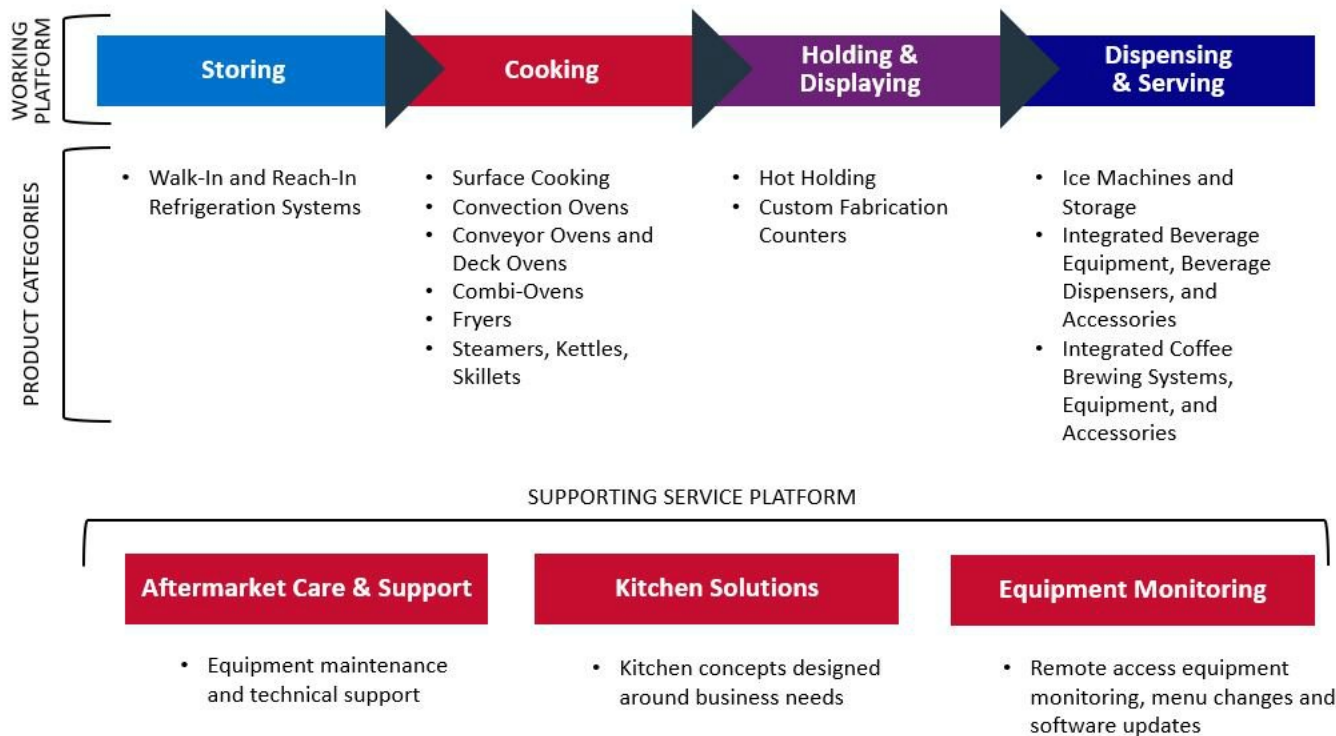 WORKING
PLATFORM
Storing
Cooking
Holding &
Displaying
Dispensing
& Serving
PRODUCT CATEGORIES
• Walk-In and Reach-In
Refrigeration Systems
• Surface Cooking
• Convection Ovens
• Conveyor Ovens and
Deck Ovens
• Combi-Ovens
• Fryers
• Steamers, Kettles,
Skillets
• Hot Holding
• Custom Fabrication
Counters
• Ice Machines and
Storage
• Integrated Beverage
Equipment, Beverage
Dispensers, and
Accessories
• Integrated Coffee
Brewing Systems,
Equipment, and
Accessories
SUPPORTING SERVICE PLATFORM
Aftermarket Care & Support
• Equipment maintenance
and technical support
Kitchen Solutions
• Kitchen concepts designed
around business needs
Equipment Monitoring
• Remote access equipment
monitoring, menu changes and
software updates